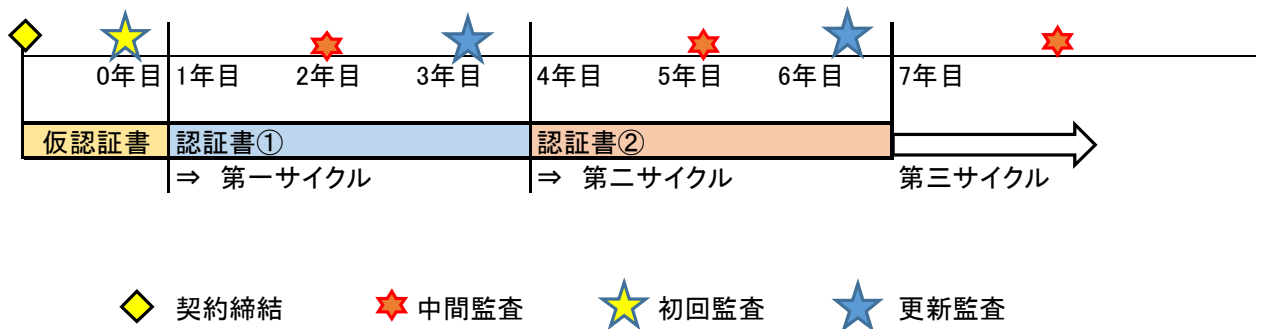 0年目 1年目 2年目 3年目 4年目 5年目 6年目 7年目
仮認証書 認証書① 認証書②
⇒ 第一サイクル ⇒ 第二サイクル 第三サイクル
契約締結 中間監査 初回監査 更新監査